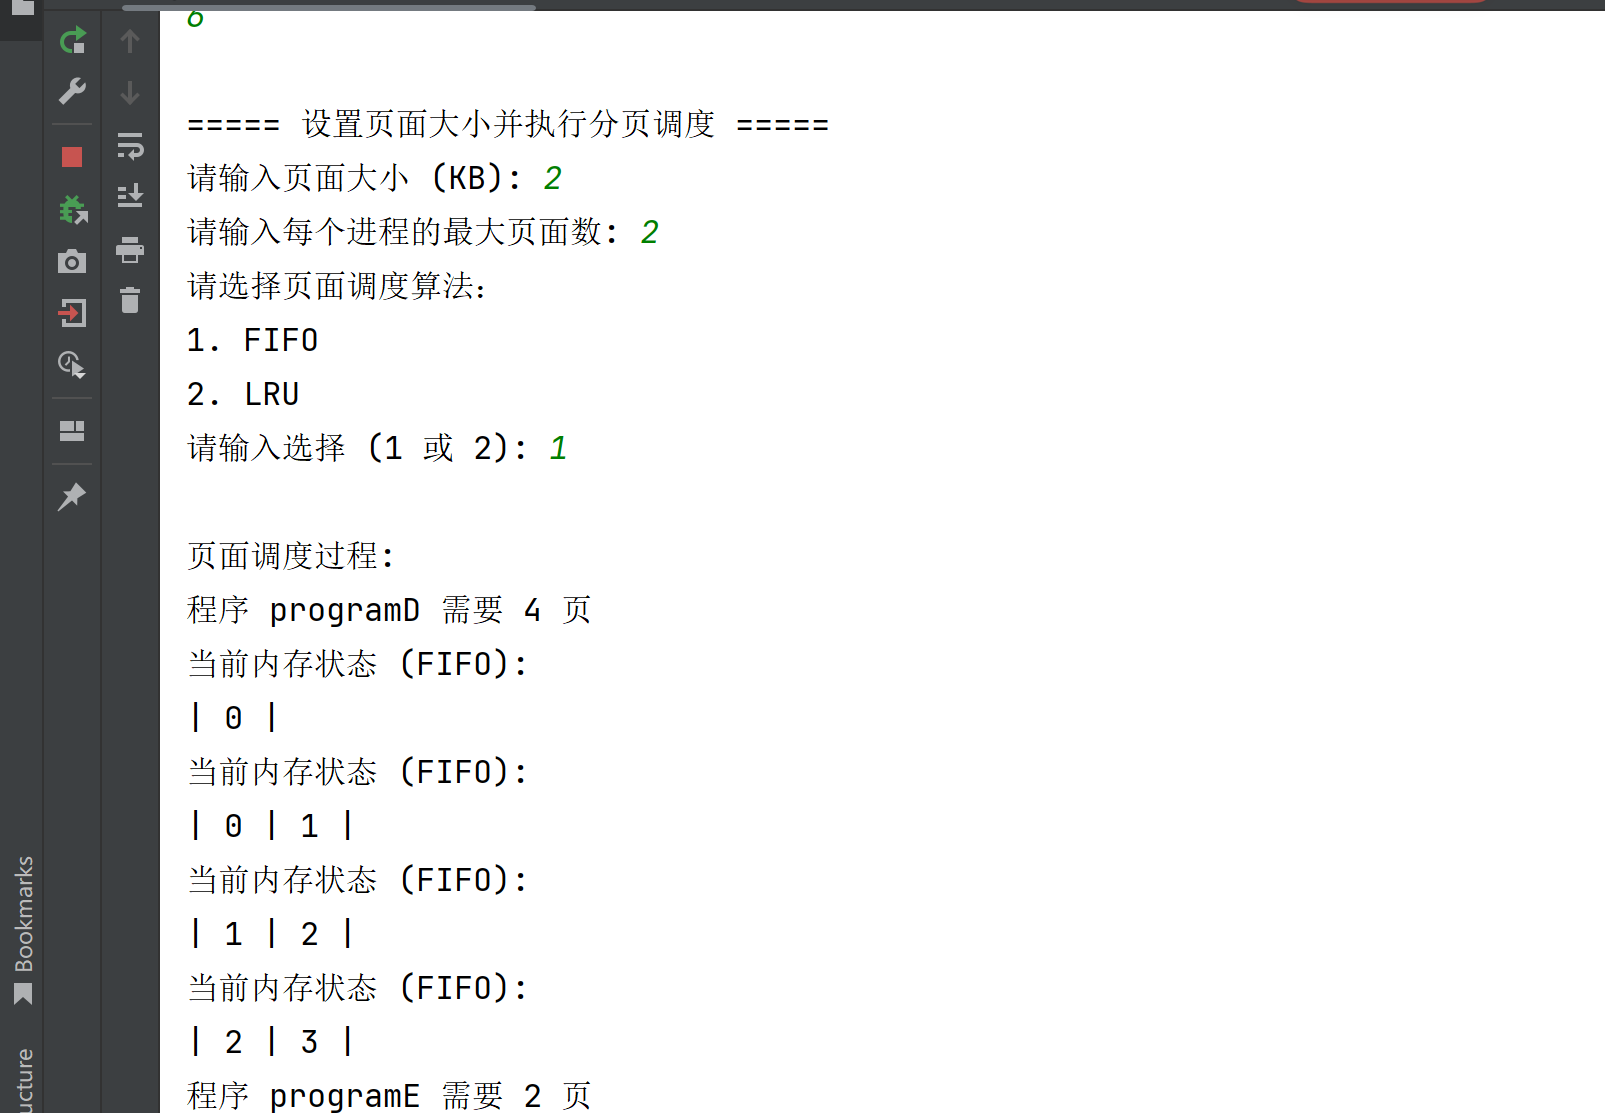 6
===== 设置页面大小并执行分页调度 =====
请输入页面大小 (KB): 2
请输入每个进程的最大页面数: 2
请选择页面调度算法:
1. FIFO
2. LRU
请输入选择 (1 或 2): 1
页面调度过程:
程序 programD 需要 4 页
当前内存状态 (FIFO):
| 0 |
当前内存状态 (FIFO):
| 0 | 1 |
当前内存状态 (FIFO):
| 1 | 2 |
当前内存状态 (FIFO):
| 2 | 3 |
程序 programE 需要 2 页
Bookmarks
ucture